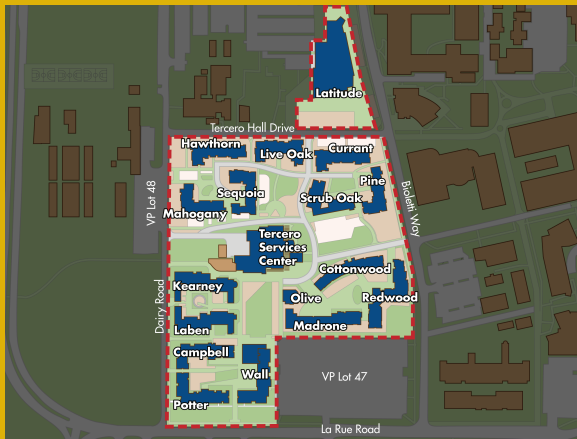 Latitude
Tercero Hall Drive
Hawthorn
Live Oak
Currant
VP Lot 48
Sequoia
Scrub Oak
Pine
Mahogany
Bioletti Way
Tercero
Services
Center
Cottonwood
Kearney
Olive
Redwood
Dairy Road
Laben
Madrone
Campbell
Wall
VP Lot 47
Potter
La Rue Road